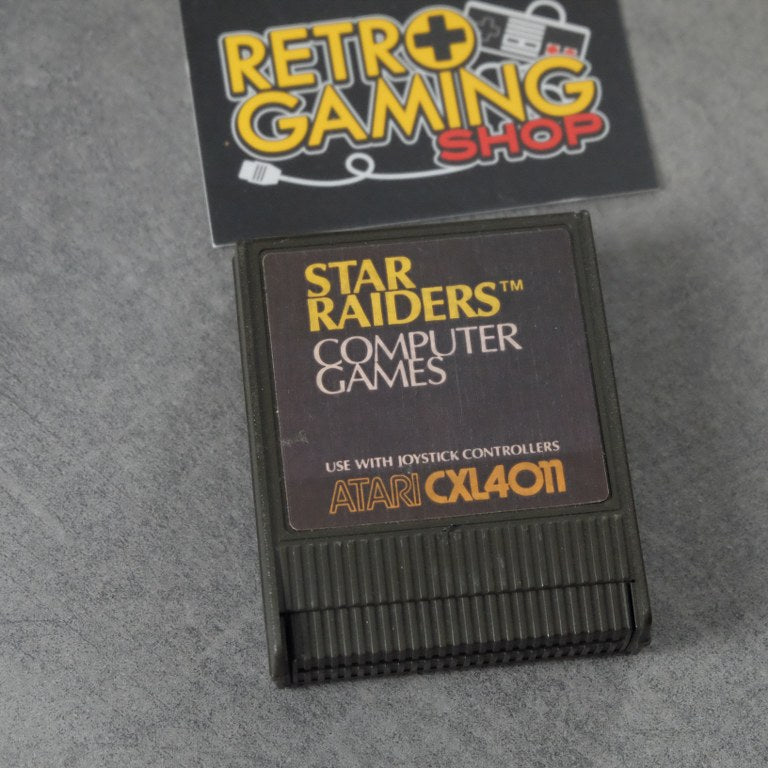 RETRO
GAMING
SHOP
STAR
RAIDERS™
COMPUTER
GAMES
USE WITH JOYSTICK CONTROLLERS
ATARI CXL4011